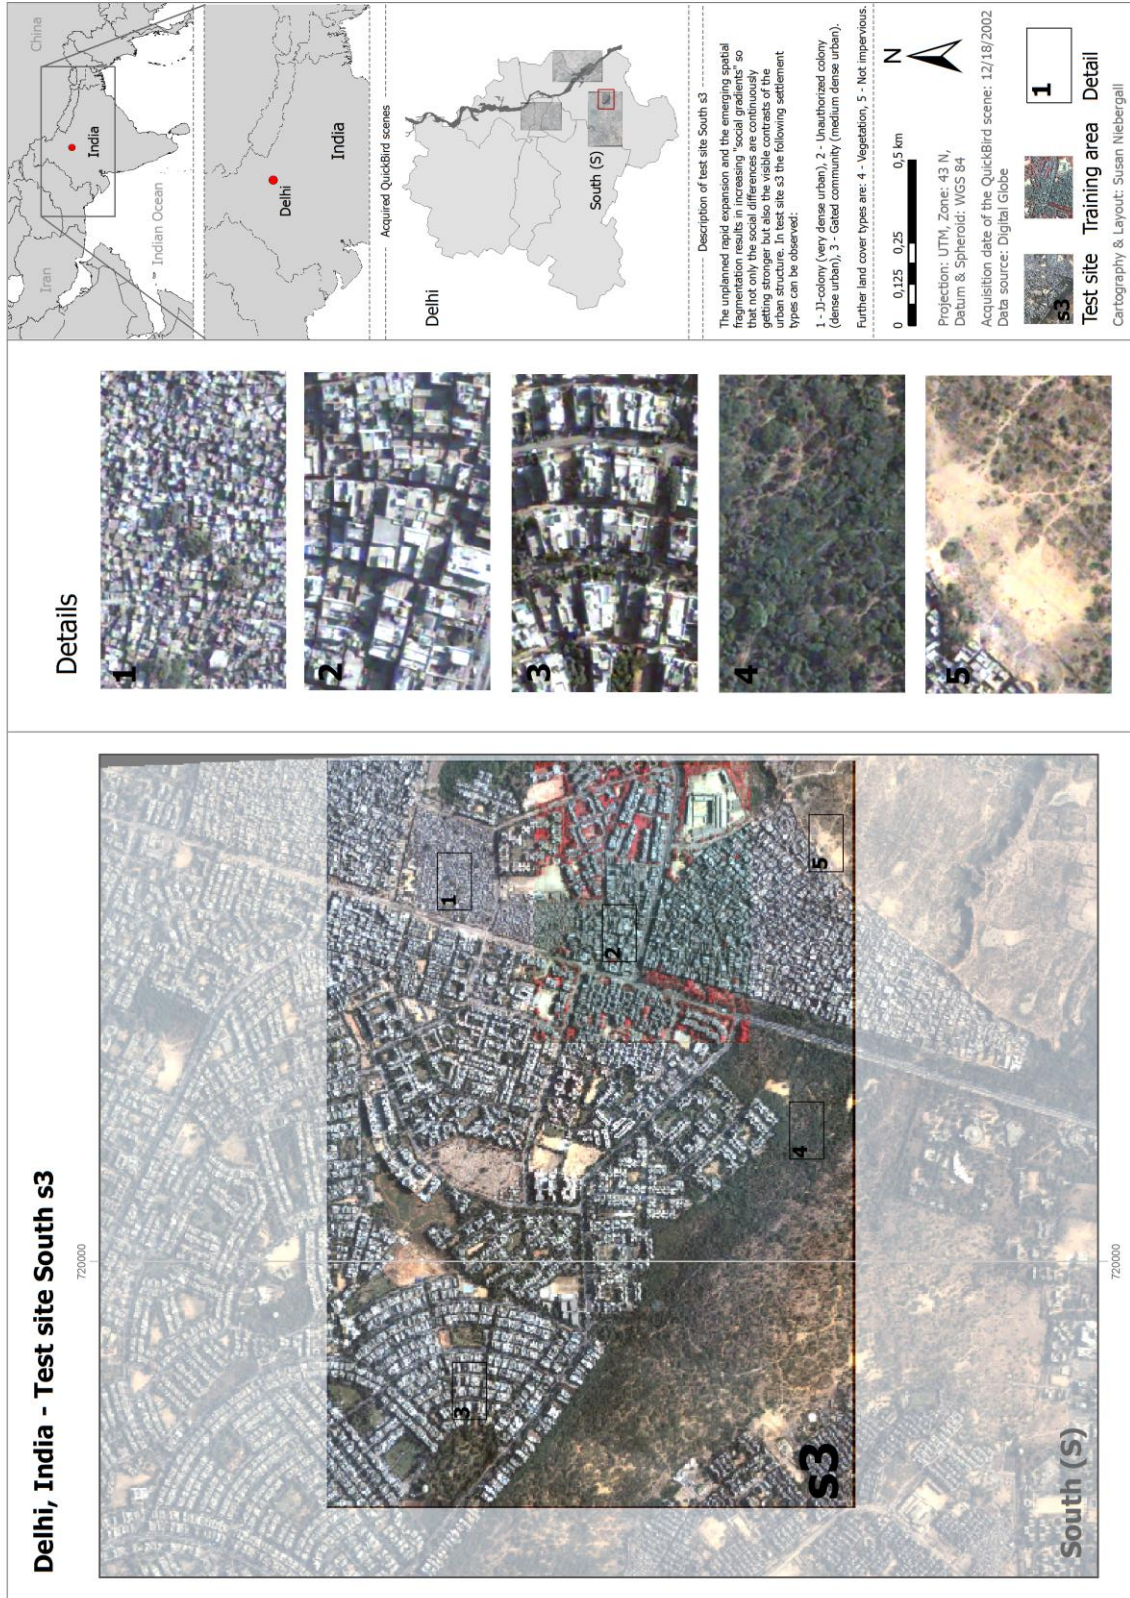 Delhi, India - Test site South s3
720000
1
2
3
4
5
s3
South (S)
720000
Details
1
2
3
4
5
China
Iran
India
Indian Ocean
India
Delhi
Acquired QuickBird scenes
Delhi
South (S)
Description of test site South s3
The unplanned rapid expansion and the emerging spatial
fragmentation results in increasing "social gradients" so
that not only the social differences are continuously
getting stronger but also the visible contrasts of the
urban structure. In test site s3 the following settlement
types can be observed:
1 - JJ-colony (very dense urban), 2 - Unauthorized colony
(dense urban), 3 - Gated community (medium dense urban).
Further land cover types are: 4 - Vegetation, 5 - Not impervious.
0 0,125 0,25 0,5 km
N
Projection: UTM, Zone: 43 N,
Datum & Spheroid: WGS 84
Acquisition date of the QuickBird scene: 12/18/2002
Data source: Digital Globe
s3
1
Test site Training area Detail
Cartography & Layout: Susan Niebergall